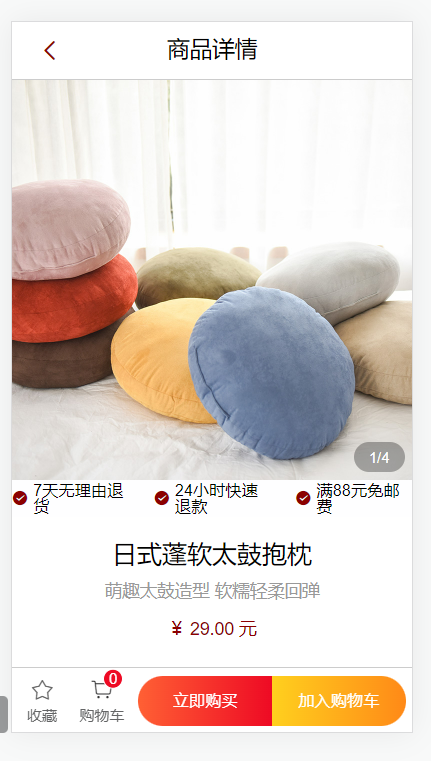 商品详情
1/4
7天无理由退
货
24小时快速
退款
满88元免邮
费
日式蓬软太鼓抱枕
萌趣太鼓造型 软糯轻柔回弹
¥ 29.00 元
收藏
0
购物车
立即购买
加入购物车